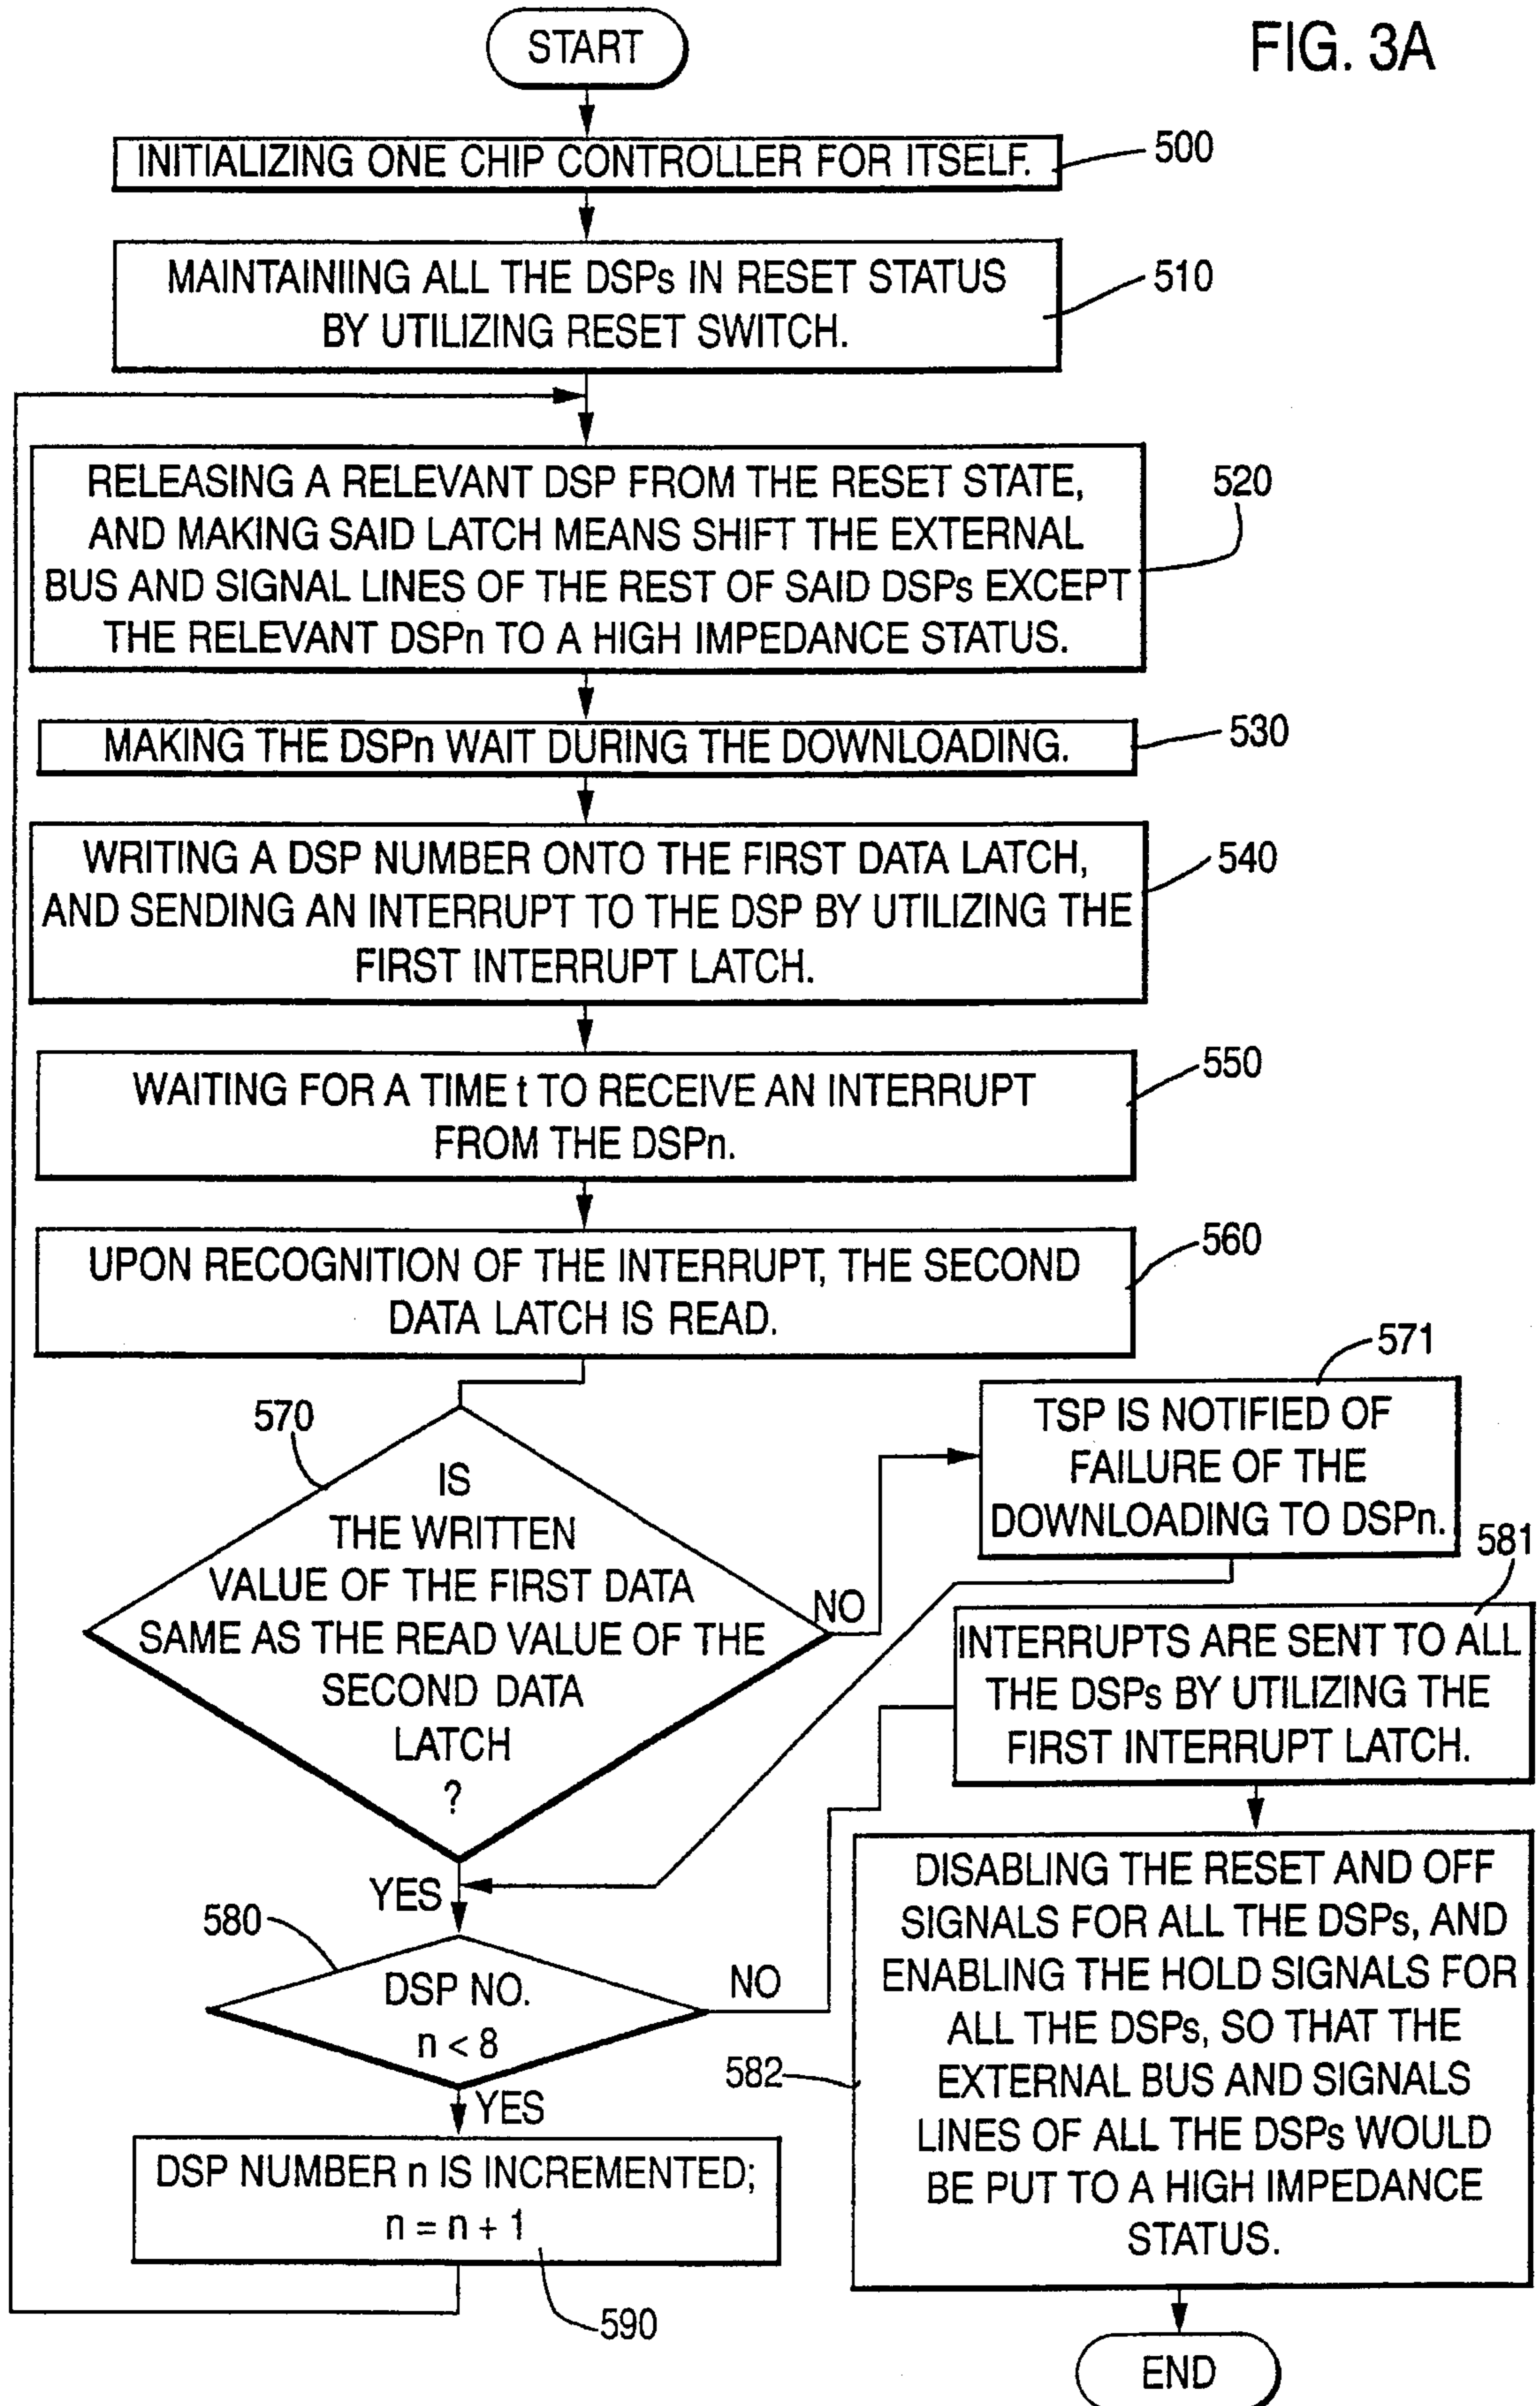 FIG. 3A
START
INITIALIZING ONE CHIP CONTROLLER FOR ITSELF.
500
MAINTAINIING ALL THE DSPs IN RESET STATUS
BY UTILIZING RESET SWITCH.
510
RELEASING A RELEVANT DSP FROM THE RESET STATE,
AND MAKING SAID LATCH MEANS SHIFT THE EXTERNAL
BUS AND SIGNAL LINES OF THE REST OF SAID DSPs EXCEPT
THE RELEVANT DSPn TO A HIGH IMPEDANCE STATUS.
520
MAKING THE DSPn WAIT DURING THE DOWNLOADING.
530
WRITING A DSP NUMBER ONTO THE FIRST DATA LATCH,
AND SENDING AN INTERRUPT TO THE DSP BY UTILIZING THE
FIRST INTERRUPT LATCH.
540
WAITING FOR A TIME t TO RECEIVE AN INTERRUPT
FROM THE DSPn.
550
UPON RECOGNITION OF THE INTERRUPT, THE SECOND
DATA LATCH IS READ.
560
570
IS
THE WRITTEN
VALUE OF THE FIRST DATA
SAME AS THE READ VALUE OF THE
SECOND DATA
LATCH
?
NO
YES
571
TSP IS NOTIFIED OF
FAILURE OF THE
DOWNLOADING TO DSPn.
580
DSP NO.
n < 8
NO
YES
581
INTERRUPTS ARE SENT TO ALL
THE DSPs BY UTILIZING THE
FIRST INTERRUPT LATCH.
582
DISABLING THE RESET AND OFF
SIGNALS FOR ALL THE DSPs, AND
ENABLING THE HOLD SIGNALS FOR
ALL THE DSPs, SO THAT THE
EXTERNAL BUS AND SIGNALS
LINES OF ALL THE DSPs WOULD
BE PUT TO A HIGH IMPEDANCE
STATUS.
DSP NUMBER n IS INCREMENTED;
n = n + 1
590
END